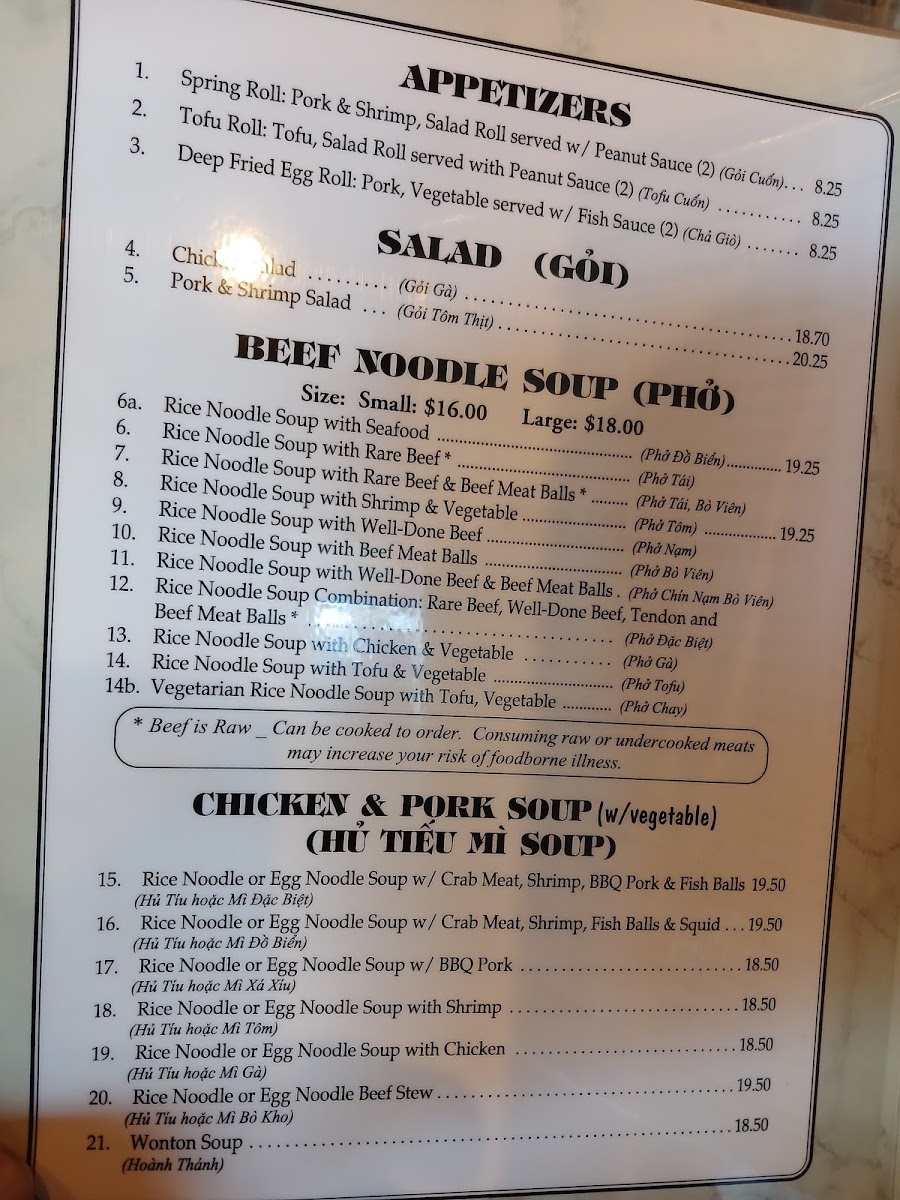 APPETIZERS
1. Spring Roll: Pork & Shrimp, Salad Roll served w/ Peanut Sauce (2) (Gỏi Cuốn)... 8.25
2. Tofu Roll: Tofu, Salad Roll served with Peanut Sauce (2) (Tofu Cuốn) ........... 8.25
3. Deep Fried Egg Roll: Pork, Vegetable served w/ Fish Sauce (2) (Chả Giò) ....... 8.25
SALAD (GỎI)
4. Chicken Salad ......... (Gỏi Gà) ............................................. 18.70
5. Pork & Shrimp Salad ... (Gỏi Tôm Thịt) ........................................ 20.25
BEEF NOODLE SOUP (PHỞ)
Size: Small: $16.00 Large: $18.00
6a. Rice Noodle Soup with Seafood ................................ (Phở Đồ Biển)............. 19.25
6. Rice Noodle Soup with Rare Beef * ............................ (Phở Tái)
7. Rice Noodle Soup with Rare Beef & Beef Meat Balls * ........ (Phở Tái, Bò Viên)
8. Rice Noodle Soup with Shrimp & Vegetable ...................... (Phở Tôm) ................. 19.25
9. Rice Noodle Soup with Well-Done Beef ............................ (Phở Nạm)
10. Rice Noodle Soup with Beef Meat Balls ............................ (Phở Bò Viên)
11. Rice Noodle Soup with Well-Done Beef & Beef Meat Balls . (Phở Chín Nạm Bò Viên)
12. Rice Noodle Soup Combination: Rare Beef, Well-Done Beef, Tendon and
Beef Meat Balls * ........................................ (Phở Đặc Biệt)
13. Rice Noodle Soup with Chicken & Vegetable ........... (Phở Gà)
14. Rice Noodle Soup with Tofu & Vegetable ............................ (Phở Tofu)
14b. Vegetarian Rice Noodle Soup with Tofu, Vegetable ............ (Phở Chay)
* Beef is Raw _ Can be cooked to order. Consuming raw or undercooked meats
may increase your risk of foodborne illness.
CHICKEN & PORK SOUP (w/vegetable)
(HỦ TIẾU MÌ SOUP)
15. Rice Noodle or Egg Noodle Soup w/ Crab Meat, Shrimp, BBQ Pork & Fish Balls 19.50
(Hủ Tíu hoặc Mì Đặc Biệt)
16. Rice Noodle or Egg Noodle Soup w/ Crab Meat, Shrimp, Fish Balls & Squid ... 19.50
(Hủ Tíu hoặc Mì Đồ Biển)
17. Rice Noodle or Egg Noodle Soup w/ BBQ Pork ............................ 18.50
(Hủ Tíu hoặc Mì Xá Xíu)
18. Rice Noodle or Egg Noodle Soup with Shrimp ............................. 18.50
(Hủ Tíu hoặc Mì Tôm)
19. Rice Noodle or Egg Noodle Soup with Chicken ............................ 18.50
(Hủ Tíu hoặc Mì Gà)
20. Rice Noodle or Egg Noodle Beef Stew..................................... 19.50
(Hủ Tíu hoặc Mì Bò Kho)
21. Wonton Soup ............................................................. 18.50
(Hoành Thánh)